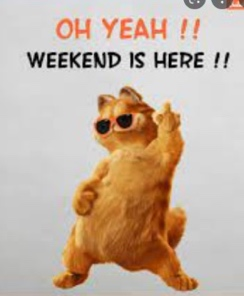 OH YEAH !!
WEEKEND IS HERE !!